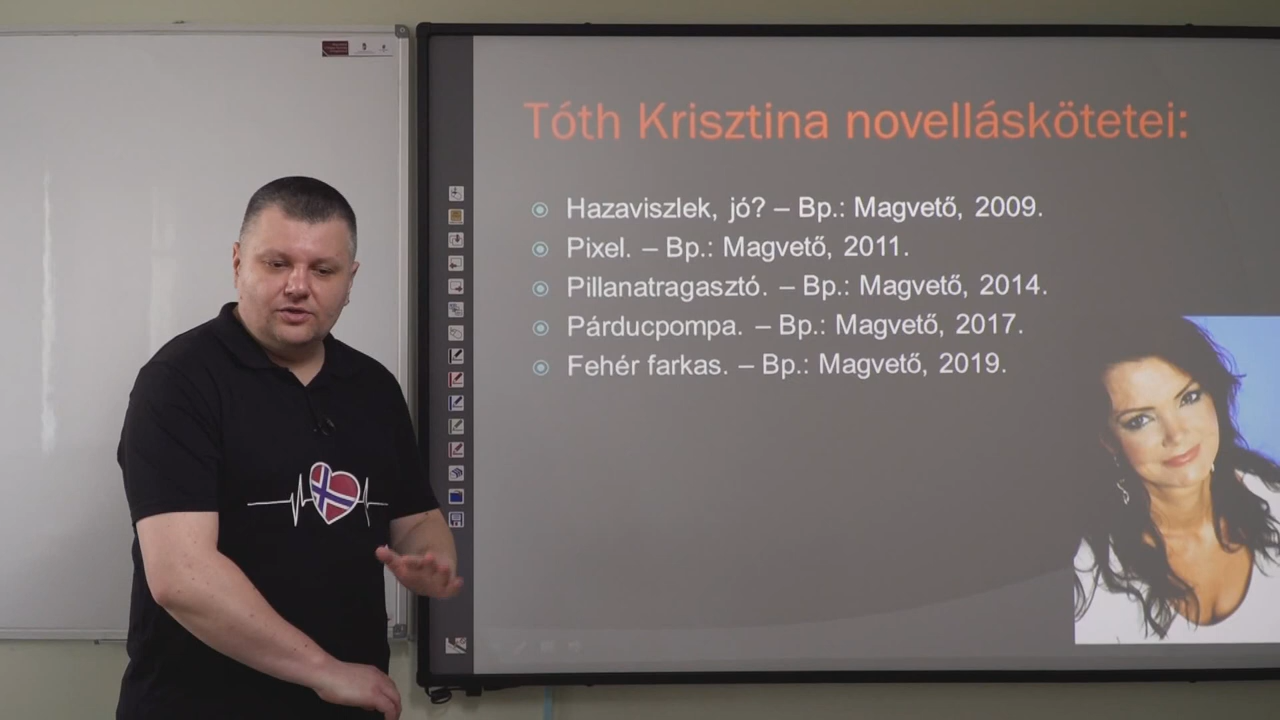 Tóth Krisztina novelláskötetei:
Hazaviszlek, jó? – Bp.: Magvető, 2009.
Pixel. – Bp.: Magvető, 2011.
Pillanatragasztó. – Bp.: Magvető, 2014.
Párducpompa. – Bp.: Magvető, 2017.
Fehér farkas. – Bp.: Magvető, 2019.